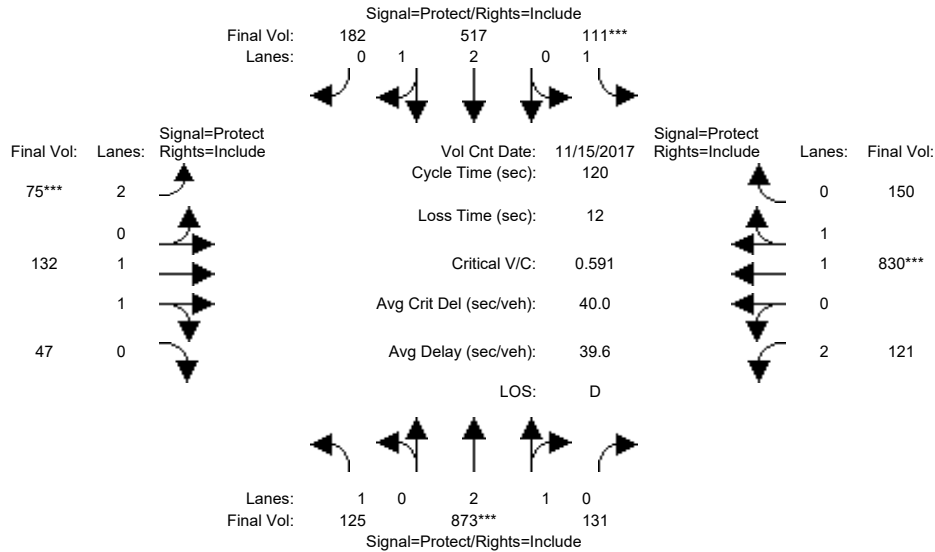 Signal=Protect/Rights=Include
Final Vol: 182 517 111***
Lanes: 0 1 2 0 1
Signal=Protect Signal=Protect
Final Vol: Lanes: Rights=Include Vol Cnt Date: 11/15/2017 Rights=Include Lanes: Final Vol:
Cycle Time (sec): 120
75*** 2 0 150
Loss Time (sec): 12
0 1
132 1 Critical V/C: 0.591 1 830***
1 Avg Crit Del (sec/veh): 40.0 0
47 0 Avg Delay (sec/veh): 39.6 2 121
LOS: D
Lanes: 1 0 2 1 0
Final Vol: 125 873*** 131
Signal=Protect/Rights=Include